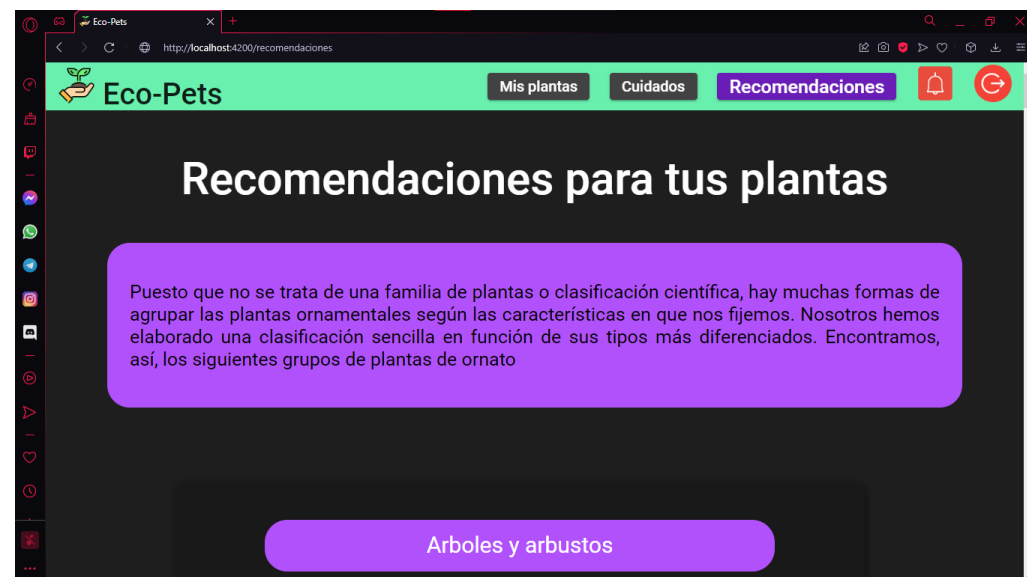 Eco-Pets
http://localhost:4200/recomendaciones
Eco-Pets
Mis plantas
Cuidados
Recomendaciones
Recomendaciones para tus plantas
Puesto que no se trata de una familia de plantas o clasificación científica, hay muchas formas de
agrupar las plantas ornamentales según las características en que nos fijemos. Nosotros hemos
elaborado una clasificación sencilla en función de sus tipos más diferenciados. Encontramos,
así, los siguientes grupos de plantas de ornato
Arboles y arbustos